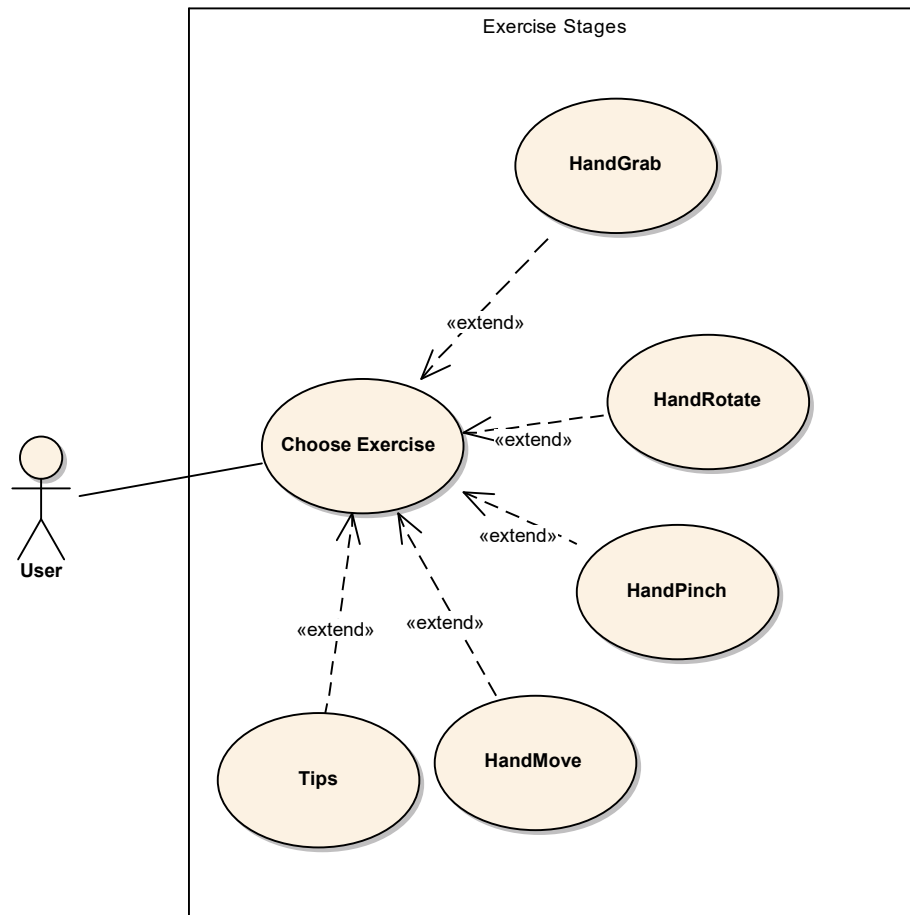 Exercise Stages
HandGrab
«extend»
HandRotate
Choose Exercise
«extend»
«extend»
User
HandPinch
«extend»
«extend»
HandMove
Tips